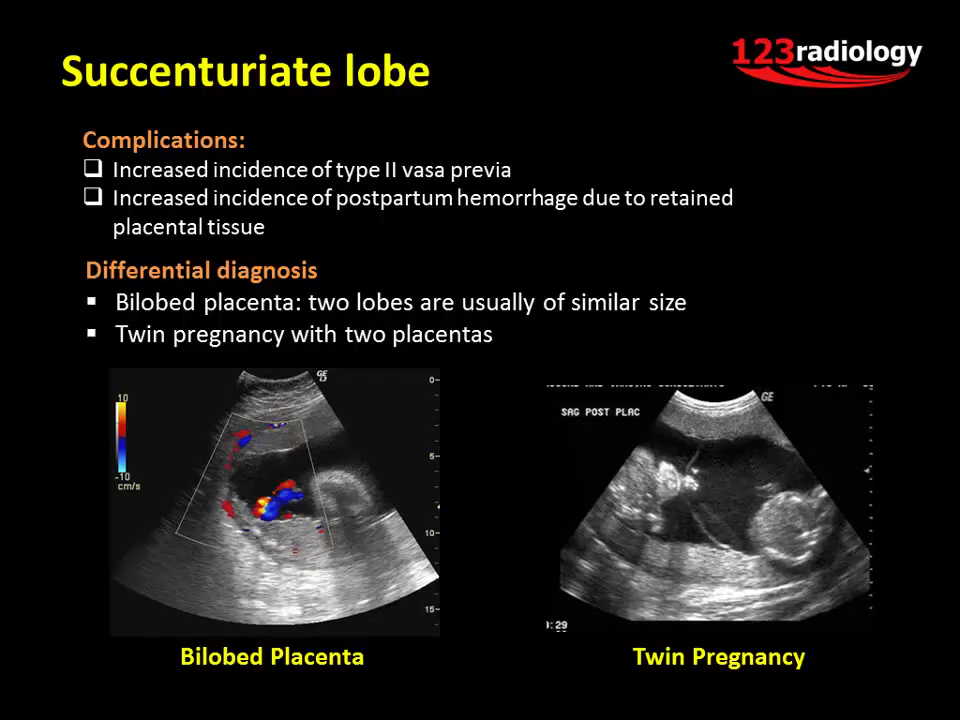 Succenturiate lobe
123radiology
Complications:
Increased incidence of type II vasa previa
Increased incidence of postpartum hemorrhage due to retained
placental tissue
Differential diagnosis
Bilobed placenta: two lobes are usually of similar size
Twin pregnancy with two placentas
GE
L3
0-
10
5-
-10
cm/s
10-
15-
GE
SAG POST PLAC
:29
Bilobed Placenta
Twin Pregnancy